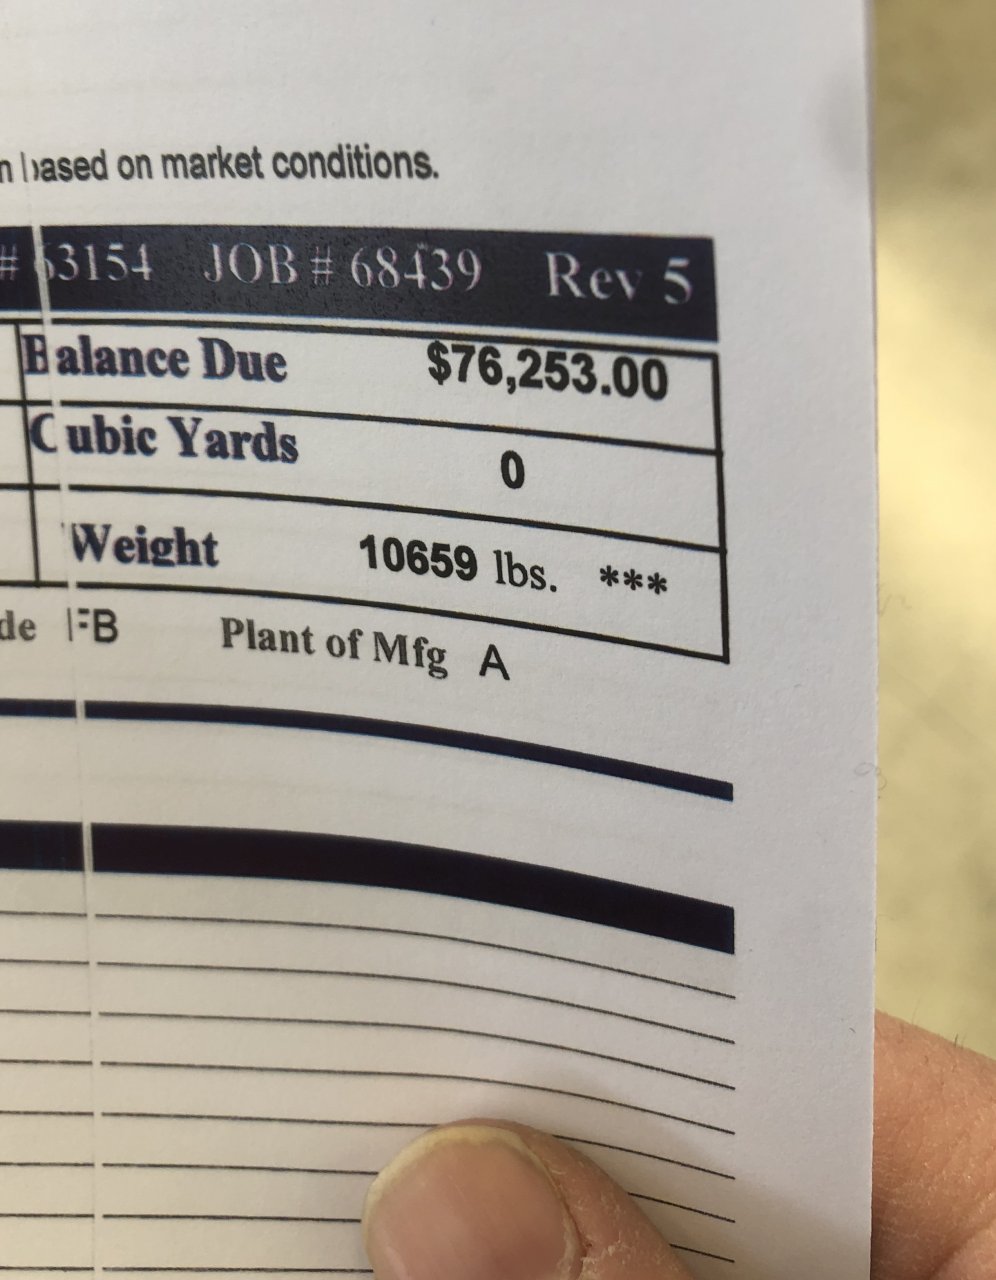 based on market conditions.
# 63154 JOB # 68439 Rev 5
Balance Due $76,253.00
Cubic Yards 0
Weight 10659 lbs. ***
FB Plant of Mfg A